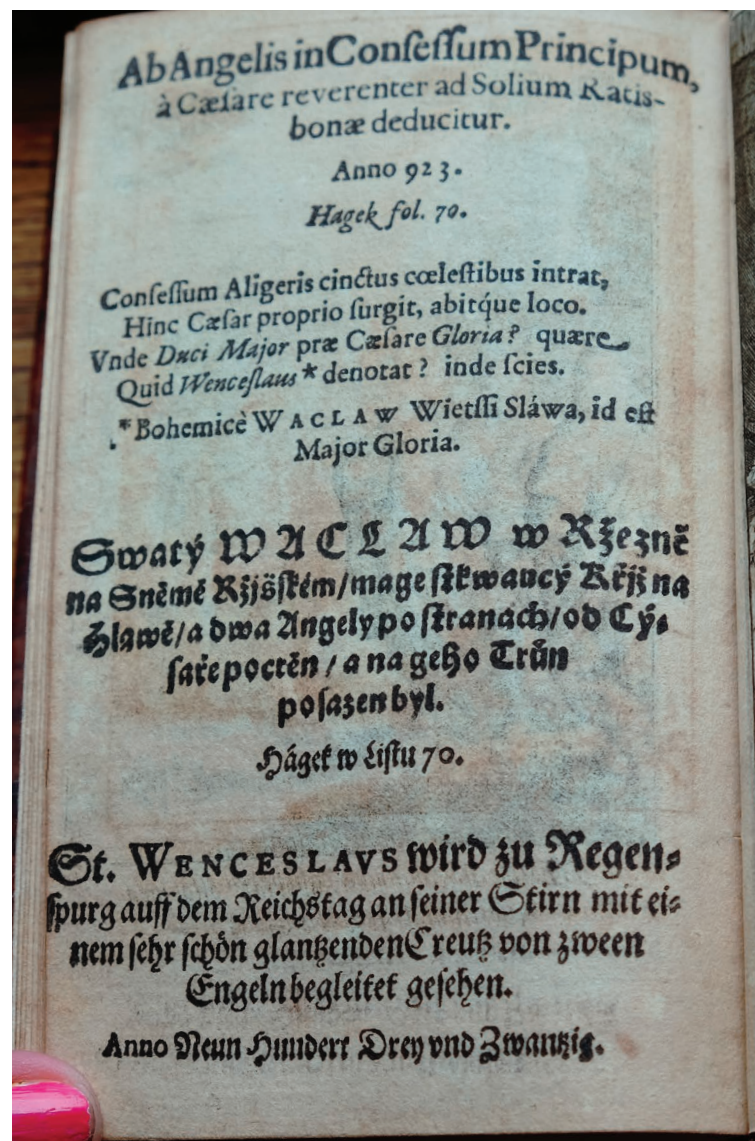 Ab Angelis in Conſeſſum Principum,
à Cæſare reverenter ad Solium Ratis-
bonæ deducitur.
Anno 923.
Hagek fol. 70.
Conſeſſum Aligeris cinctus cœleſtibus intrat,
Hinc Cæſar proprio ſurgit, abitq́ue loco.
Vnde Duci Major præ Cæſare Gloria? quære
Quid Wenceſlaus * denotat? inde ſcies.
* Bohemicè WACLAW Wietſſi Sláwa, id eſt
Major Gloria.
Swatý WACLAW w Ržezně
na Sněmě Ržjſſkém/mage ſtkwaucý Křjž na
Hlawě/a dwa Angely po ſtranach/od Cý-
ſaře poctěn / a na geho Trůn
poſazen byl.
Hágek w Liſtu 70.
St. WENCESLAVS wird zu Regen-
ſpurg auff dem Reichstag an ſeiner Stirn mit ei-
nem ſehr ſchön glantzenden Creutz von zween
Engeln begleitet geſehen.
Anno Neun Hundert Drey vnd Zwantzig.